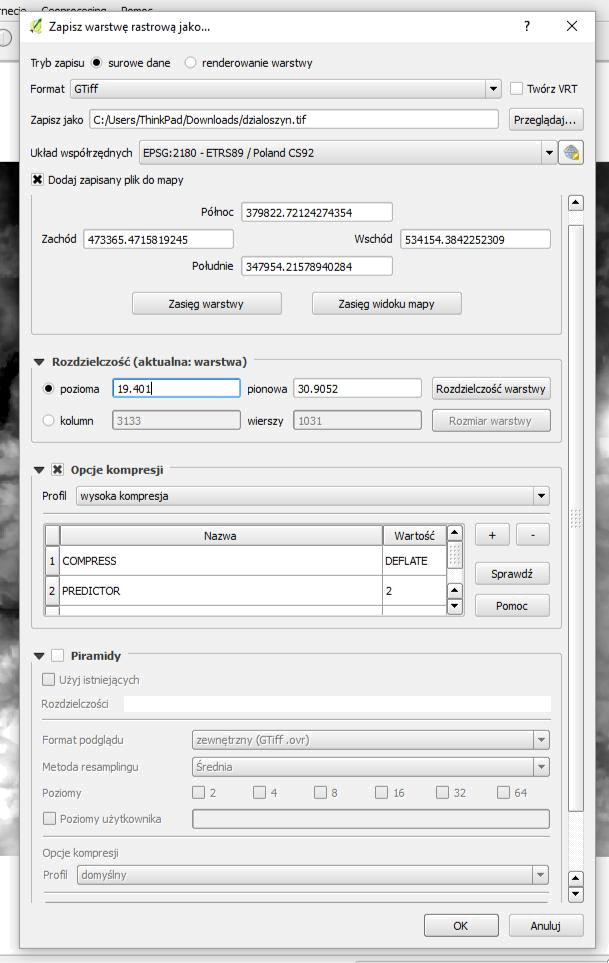 Geoprocessing Pomoc
Zapisz warstwę rastrową jako... ?
Tryb zapisu surowe dane renderowanie warstwy
Format GTiff Twórz VRT
Zapisz jako C:/Users/ThinkPad/Downloads/dzialoszyn.tif Przeglądaj...
Układ współrzędnych EPSG:2180 - ETRS89 / Poland CS92
Dodaj zapisany plik do mapy
Północ 379822.72124274354
Zachód 473365.4715819245 Wschód 534154.3842252309
Południe 347954.21578940284
Zasięg warstwy Zasięg widoku mapy
Rozdzielczość (aktualna: warstwa)
pozioma 19.401 pionowa 30.9052 Rozdzielczość warstwy
kolumn 3133 wierszy 1031 Rozmiar warstwy
Opcje kompresji
Profil wysoka kompresja
Nazwa Wartość + -
1 COMPRESS DEFLATE
Sprawdź
2 PREDICTOR 2
Pomoc
Piramidy
Użyj istniejących
Rozdzielczości
Format podglądu zewnętrzny (GTiff .ovr)
Metoda resamplingu Średnia
Poziomy 2 4 8 16 32 64
Poziomy użytkownika
Opcje kompresji
Profil domyślny
OK Anuluj